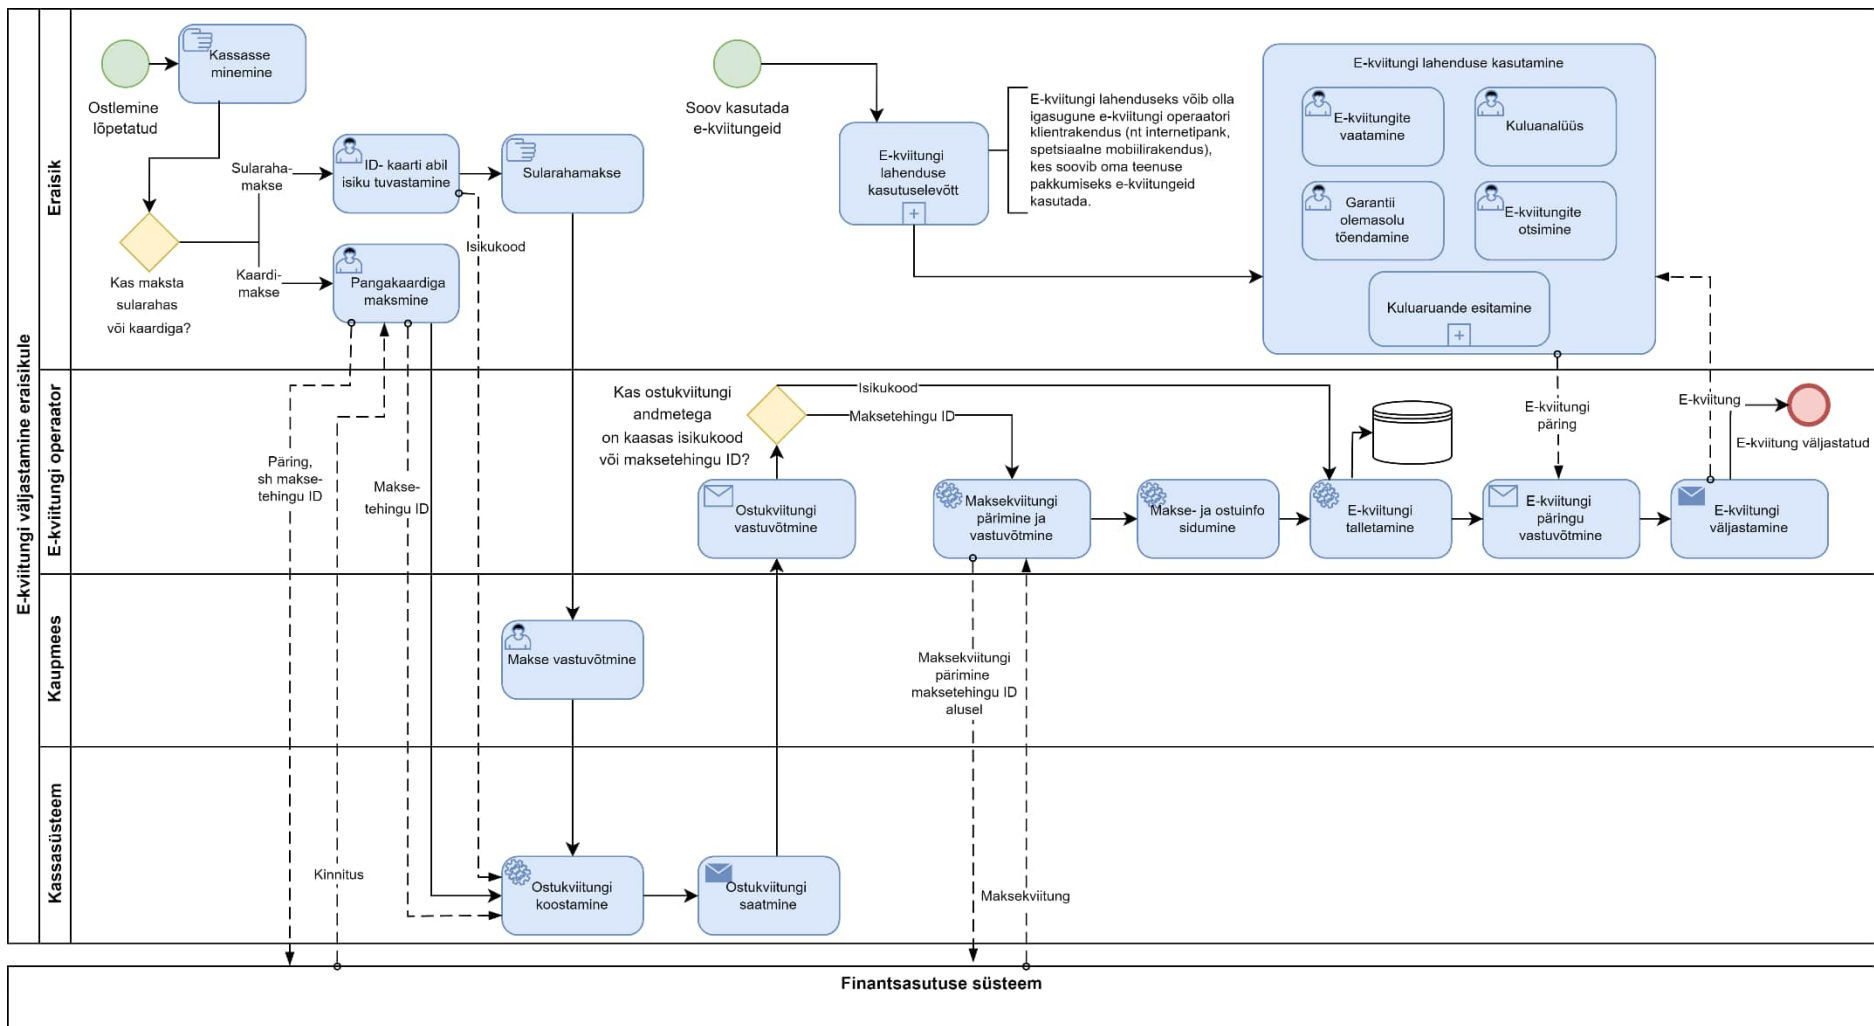 E-kviitungi väljastamine eraisikule
Eraisik
Ostlemine
lõpetatud
Kassasse
minemine
Kas maksta
sularahas
või kaardiga?
Sularaha-
makse
Kaardi-
makse
ID- kaarti abil
isiku tuvastamine
Sularahamakse
Isikukood
Pangakaardiga
maksmine
Soov kasutada
e-kviitungeid
E-kviitungi
lahenduse
kasutuselevõtt
E-kviitungi lahenduseks võib olla
igasugune e-kviitungi operaatori
klientrakendus (nt internetipank,
spetsiaalne mobiilirakendus),
kes soovib oma teenuse
pakkumiseks e-kviitungeid
kasutada.
E-kviitungi lahenduse kasutamine
E-kviitungite
vaatamine
Kuluanalüüs
Garantii
olemasolu
tõendamine
E-kviitungite
otsimine
Kuluaruande esitamine
E-kviitungi operaator
Päring,
sh makse-
tehingu ID
Makse-
tehingu ID
Kas ostukviitungi
andmetega
on kaasas isikukood
või maksetehingu ID?
Isikukood
Maksetehingu ID
Ostukviitungi
vastuvõtmine
Maksekviitungi
pärimine ja
vastuvõtmine
Makse- ja ostuinfo
sidumine
E-kviitungi
talletamine
E-kviitungi
päring
E-kviitungi
päringu
vastuvõtmine
E-kviitung
E-kviitungi
väljastamine
E-kviitung väljastatud
Kaupmees
Makse vastuvõtmine
Maksekviitungi
pärimine
maksetehingu ID
alusel
Kassasüsteem
Kinnitus
Ostukviitungi
koostamine
Ostukviitungi
saatmine
Maksekviitung
Finantsasutuse süsteem